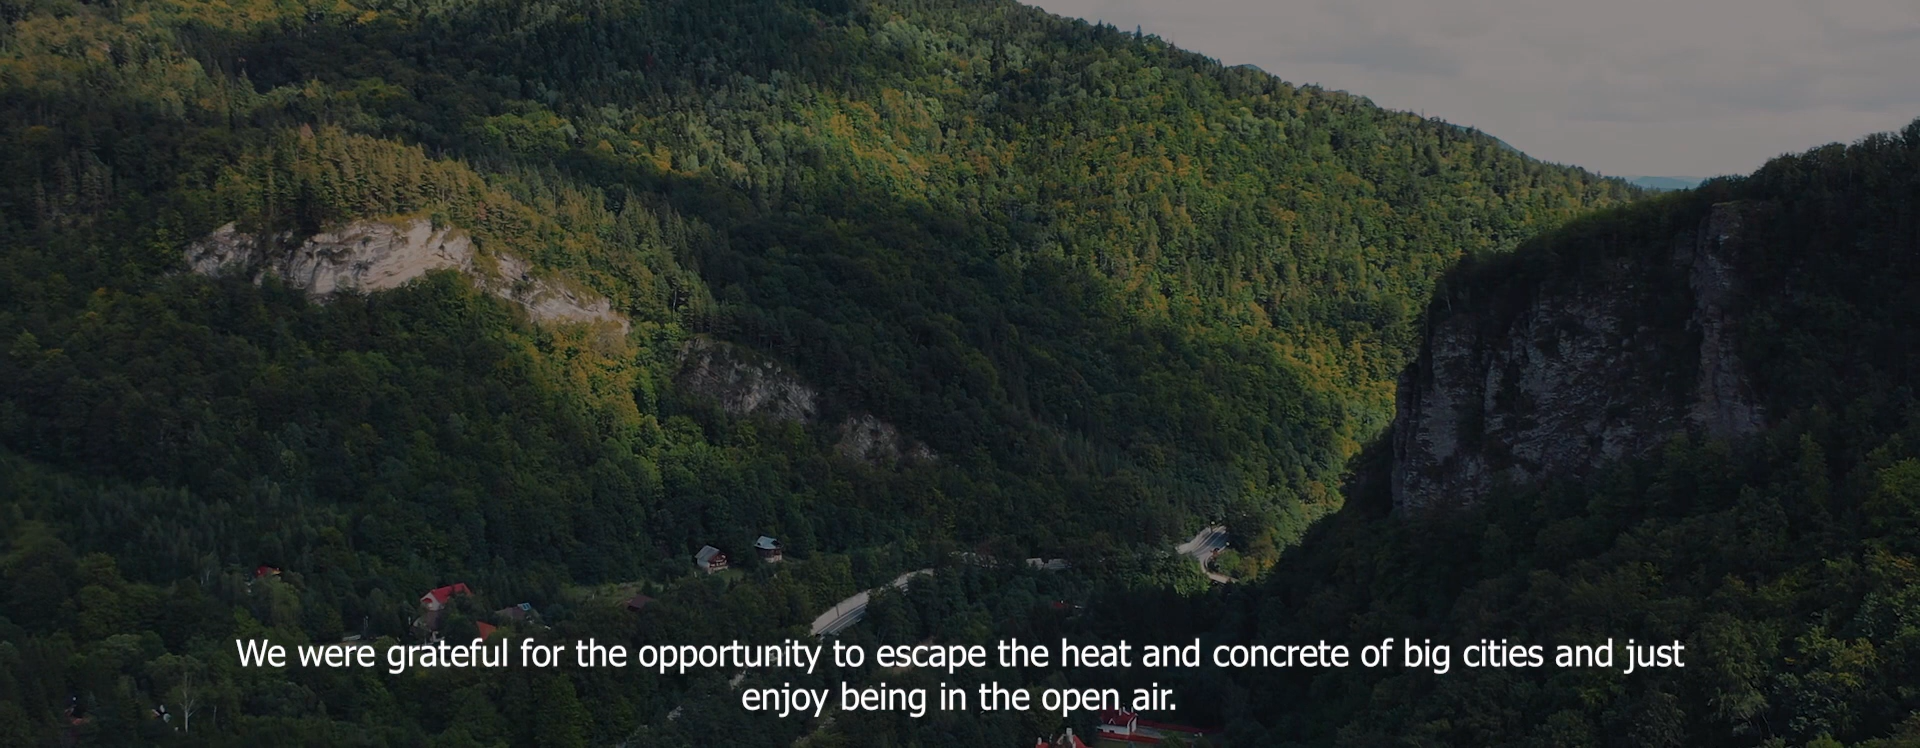 We were grateful for the opportunity to escape the heat and concrete of big cities and just
enjoy being in the open air.